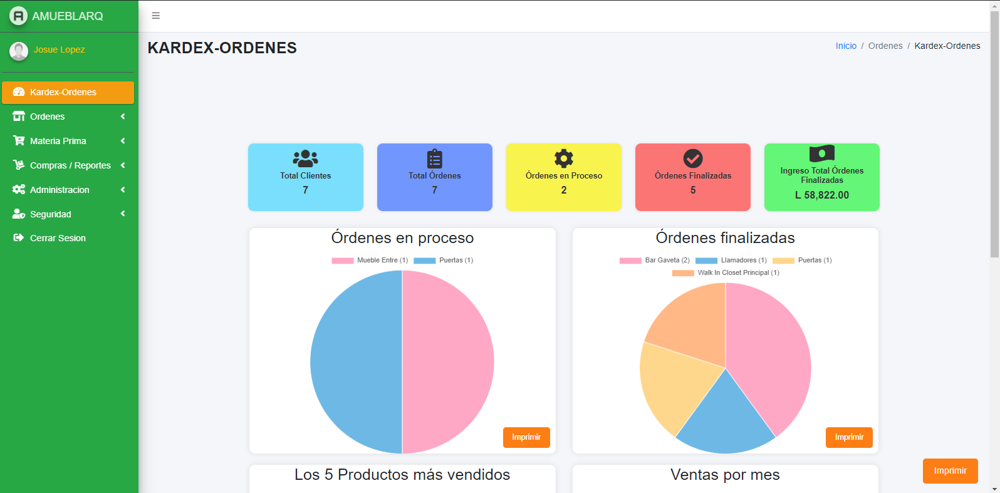 AMUEBLARQ
Josue Lopez
Kardex-Ordenes
Ordenes
Materia Prima
Compras / Reportes
Administracion
Seguridad
Cerrar Sesion
KARDEX-ORDENES
Inicio / Ordenes / Kardex-Ordenes
Total Clientes
7
Total Órdenes
7
Órdenes en Proceso
2
Órdenes Finalizadas
5
Ingreso Total Órdenes
Finalizadas
L 58,822.00
Órdenes en proceso
Mueble Entre (1) Puertas (1)
Imprimir
Órdenes finalizadas
Bar Gaveta (2) Llamadores (1) Puertas (1)
Walk In Closet Principal (1)
Imprimir
Los 5 Productos más vendidos
Ventas por mes
Imprimir